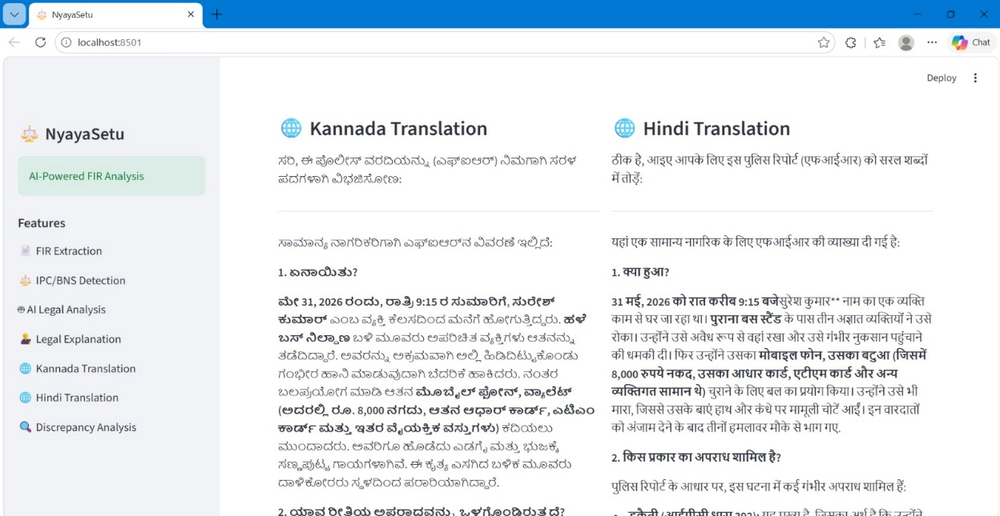 NyayaSetu
localhost:8501
Chat
Deploy
NyayaSetu
AI-Powered FIR Analysis
Features
FIR Extraction
IPC/BNS Detection
AI Legal Analysis
Legal Explanation
Kannada Translation
Hindi Translation
Discrepancy Analysis
Kannada Translation
ಸರಿ, ಈ ಪೊಲೀಸ್ ವರದಿಯನ್ನು (ಎಫ್ಐಆರ್) ನಿಮಗಾಗಿ ಸರಳ
ಪದಗಳಾಗಿ ವಿಭಜಿಸೋಣ:
ಸಾಮಾನ್ಯ ನಾಗರಿಕರಿಗಾಗಿ ಎಫ್ಐಆರ್‌ನ ವಿವರಣೆ ಇಲ್ಲಿದೆ:
1. ಏನಾಯಿತು?
ಮೇ 31, 2026 ರಂದು, ರಾತ್ರಿ 9:15 ರ ಸುಮಾರಿಗೆ, ಸುರೇಶ್
ಕುಮಾರ್ ಎಂಬ ವ್ಯಕ್ತಿ ಕೆಲಸದಿಂದ ಮನೆಗೆ ಹೋಗುತ್ತಿದ್ದರು. ಹಳೆ
ಬಸ್ ನಿಲ್ದಾಣ ಬಳಿ ಮೂವರು ಅಪರಿಚಿತ ವ್ಯಕ್ತಿಗಳು ಆತನನ್ನು
ತಡೆದಿದ್ದಾರೆ. ಅವರನ್ನು ಅಕ್ರಮವಾಗಿ ಅಲ್ಲಿ ಹಿಡಿದಿಟ್ಟುಕೊಂಡು
ಗಂಭೀರ ಹಾನಿ ಮಾಡುವುದಾಗಿ ಬೆದರಿಕೆ ಹಾಕಿದರು. ನಂತರ
ಬಲಪ್ರಯೋಗ ಮಾಡಿ ಆತನ ಮೊಬೈಲ್ ಫೋನ್, ವ್ಯಾಲೆಟ್
(ಅದರಲ್ಲಿ ರೂ. 8,000 ನಗದು, ಆತನ ಆಧಾರ್ ಕಾರ್ಡ್, ಎಟಿಎಂ
ಕಾರ್ಡ್ ಮತ್ತು ಇತರ ವೈಯಕ್ತಿಕ ವಸ್ತುಗಳು) ಕದಿಯಲು
ಮುಂದಾದರು. ಅವರಿಗೂ ಹೊಡೆದು ಎಡಗೈ ಮತ್ತು ಭುಜಕ್ಕೆ
ಸಣ್ಣಪುಟ್ಟ ಗಾಯಗಳಾಗಿವೆ. ಈ ಕೃತ್ಯ ಎಸಗಿದ ಬಳಿಕ ಮೂವರು
ದಾಳಿಕೋರರು ಸ್ಥಳದಿಂದ ಪರಾರಿಯಾಗಿದ್ದಾರೆ.
2. ಯಾವ ರೀತಿಯ ಅಪರಾಧವನ್ನು ಒಳಗೊಂಡಿರುತ್ತದೆ?
Hindi Translation
ठीक है, आइए आपके लिए इस पुलिस रिपोर्ट (एफआईआर) को सरल शब्दों
में तोड़ें:
यहां एक सामान्य नागरिक के लिए एफआईआर की व्याख्या दी गई है:
1. क्या हुआ?
31 मई, 2026 को रात करीब 9:15 बजेसुरेश कुमार** नाम का एक व्यक्ति
काम से घर जा रहा था। पुराना बस स्टैंड के पास तीन अज्ञात व्यक्तियों ने उसे
रोका। उन्होंने उसे अवैध रूप से वहां रखा और उसे गंभीर नुकसान पहुंचाने
की धमकी दी। फिर उन्होंने उसका मोबाइल फोन, उसका बटुआ (जिसमें
8,000 रुपये नकद, उसका आधार कार्ड, एटीएम कार्ड और अन्य
व्यक्तिगत सामान थे) चुराने के लिए बल का प्रयोग किया। उन्होंने उसे भी
मारा, जिससे उसके बाएं हाथ और कंधे पर मामूली चोटें आईं। इन वारदातों
को अंजाम देने के बाद तीनों हमलावर मौके से भाग गए.
2. किस प्रकार का अपराध शामिल है?
पुलिस रिपोर्ट के आधार पर, इस घटना में कई गंभीर अपराध शामिल हैं: